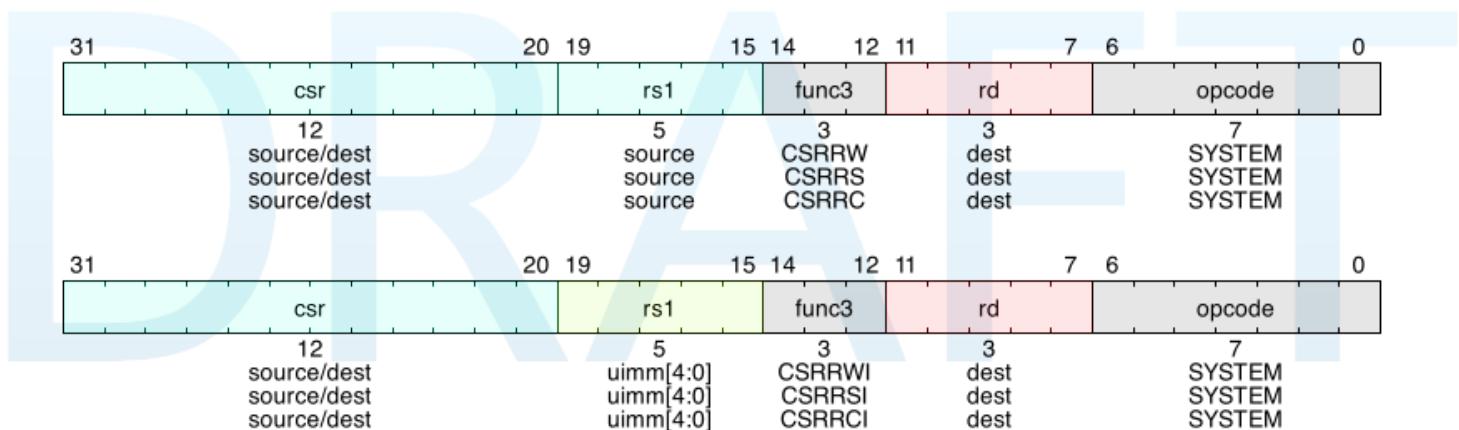 DRAFT
31 20 19 15 14 12 11 7 6 0
csr rs1 func3 rd opcode
12 5 3 3 7
source/dest source CSRRW dest SYSTEM
source/dest source CSRRS dest SYSTEM
source/dest source CSRRC dest SYSTEM
31 20 19 15 14 12 11 7 6 0
csr rs1 func3 rd opcode
12 5 3 3 7
source/dest uimm[4:0] CSRRWI dest SYSTEM
source/dest uimm[4:0] CSRRSI dest SYSTEM
source/dest uimm[4:0] CSRRCI dest SYSTEM